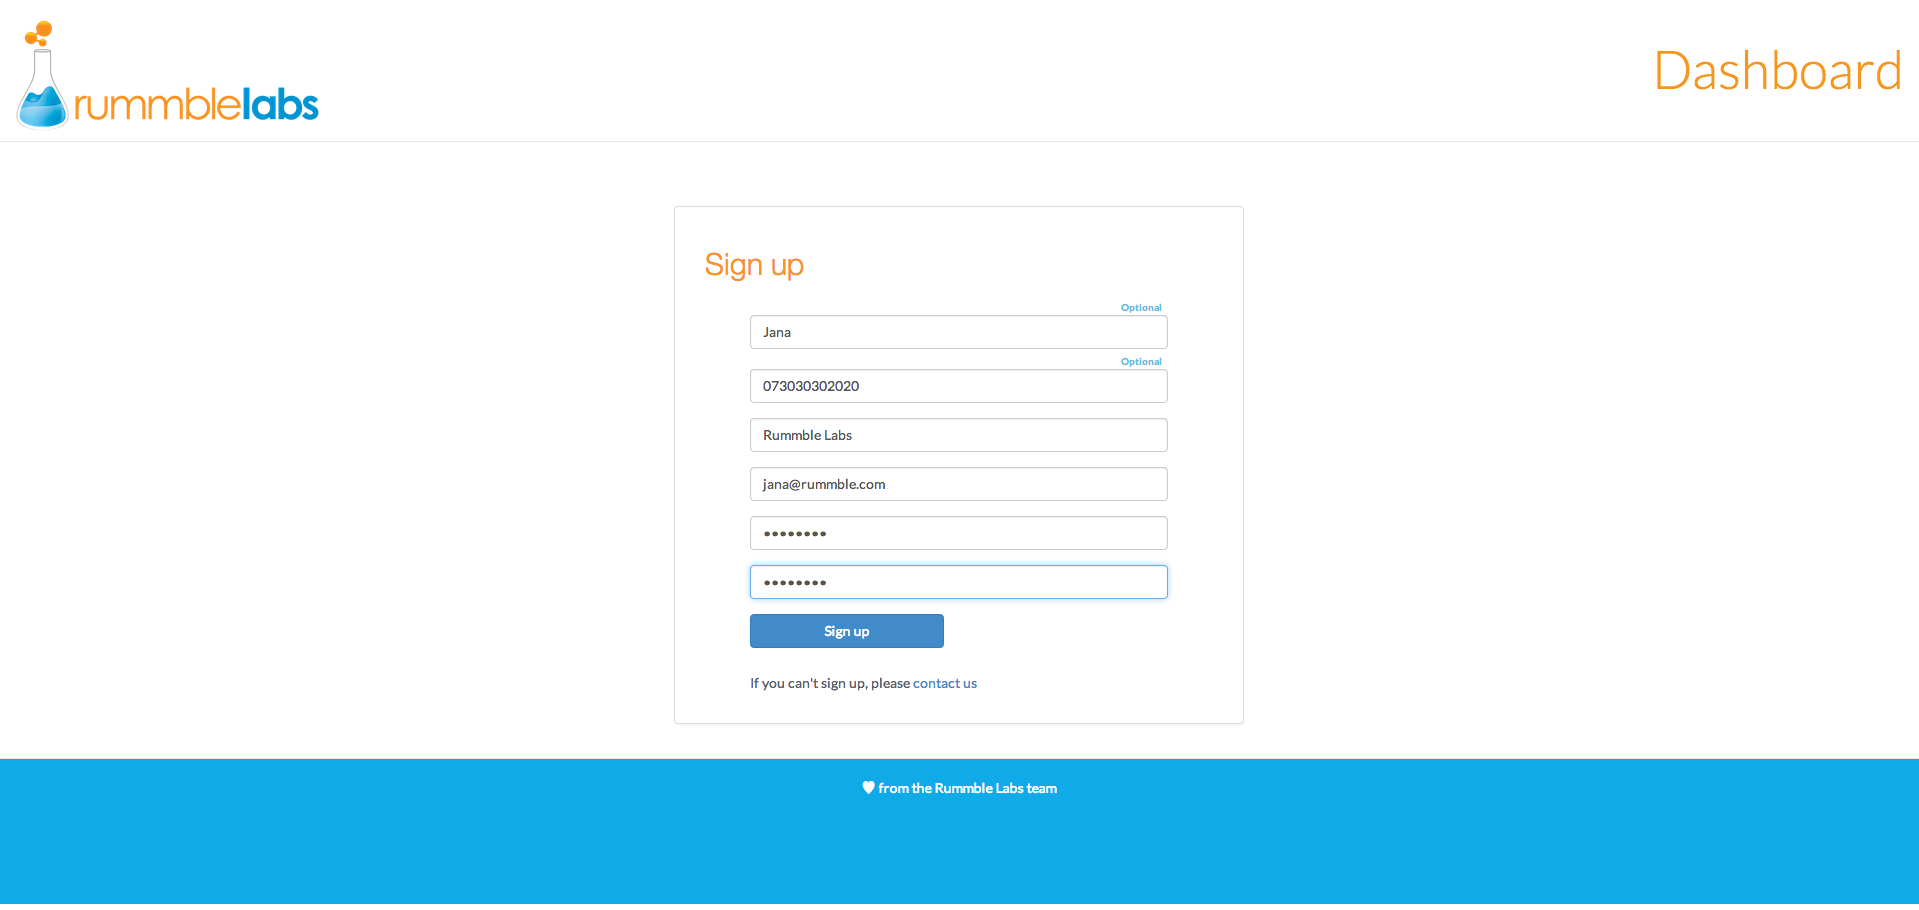 rummblelabs
Dashboard
Sign up
Optional
Jana
Optional
073030302020
Rummble Labs
jana@rummble.com
••••••••
••••••••
Sign up
If you can't sign up, please contact us
♥ from the Rummble Labs team